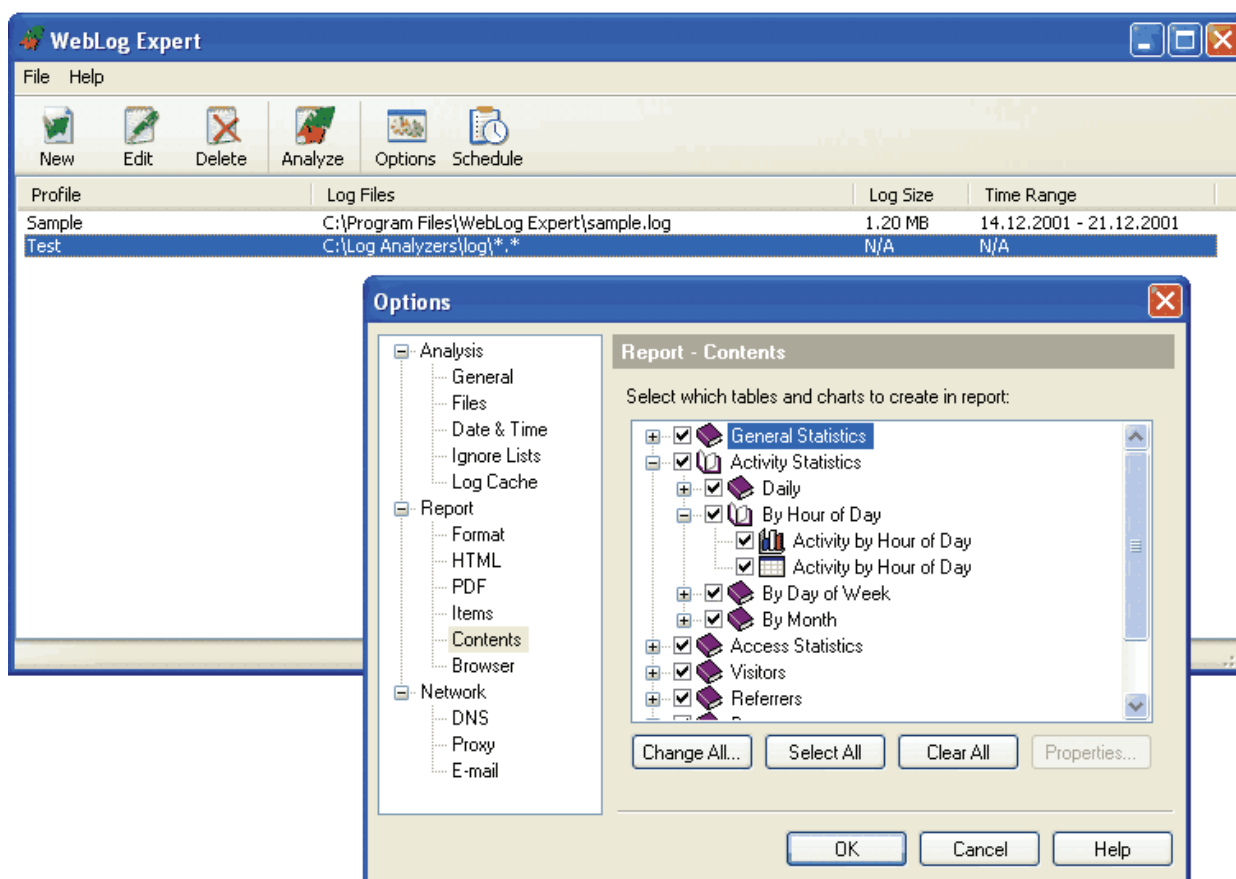 WebLog Expert
File Help
New Edit Delete Analyze Options Schedule
Profile Log Files Log Size Time Range
Sample C:\Program Files\WebLog Expert\sample.log 1.20 MB 14.12.2001 - 21.12.2001
Test C:\Log Analyzers\log\*.* N/A N/A
Options
Analysis
General
Files
Date & Time
Ignore Lists
Log Cache
Report
Format
HTML
PDF
Items
Contents
Browser
Network
DNS
Proxy
E-mail
Report - Contents
Select which tables and charts to create in report:
General Statistics
Activity Statistics
Daily
By Hour of Day
Activity by Hour of Day
Activity by Hour of Day
By Day of Week
By Month
Access Statistics
Visitors
Referrers
Change All... Select All Clear All Properties...
OK Cancel Help